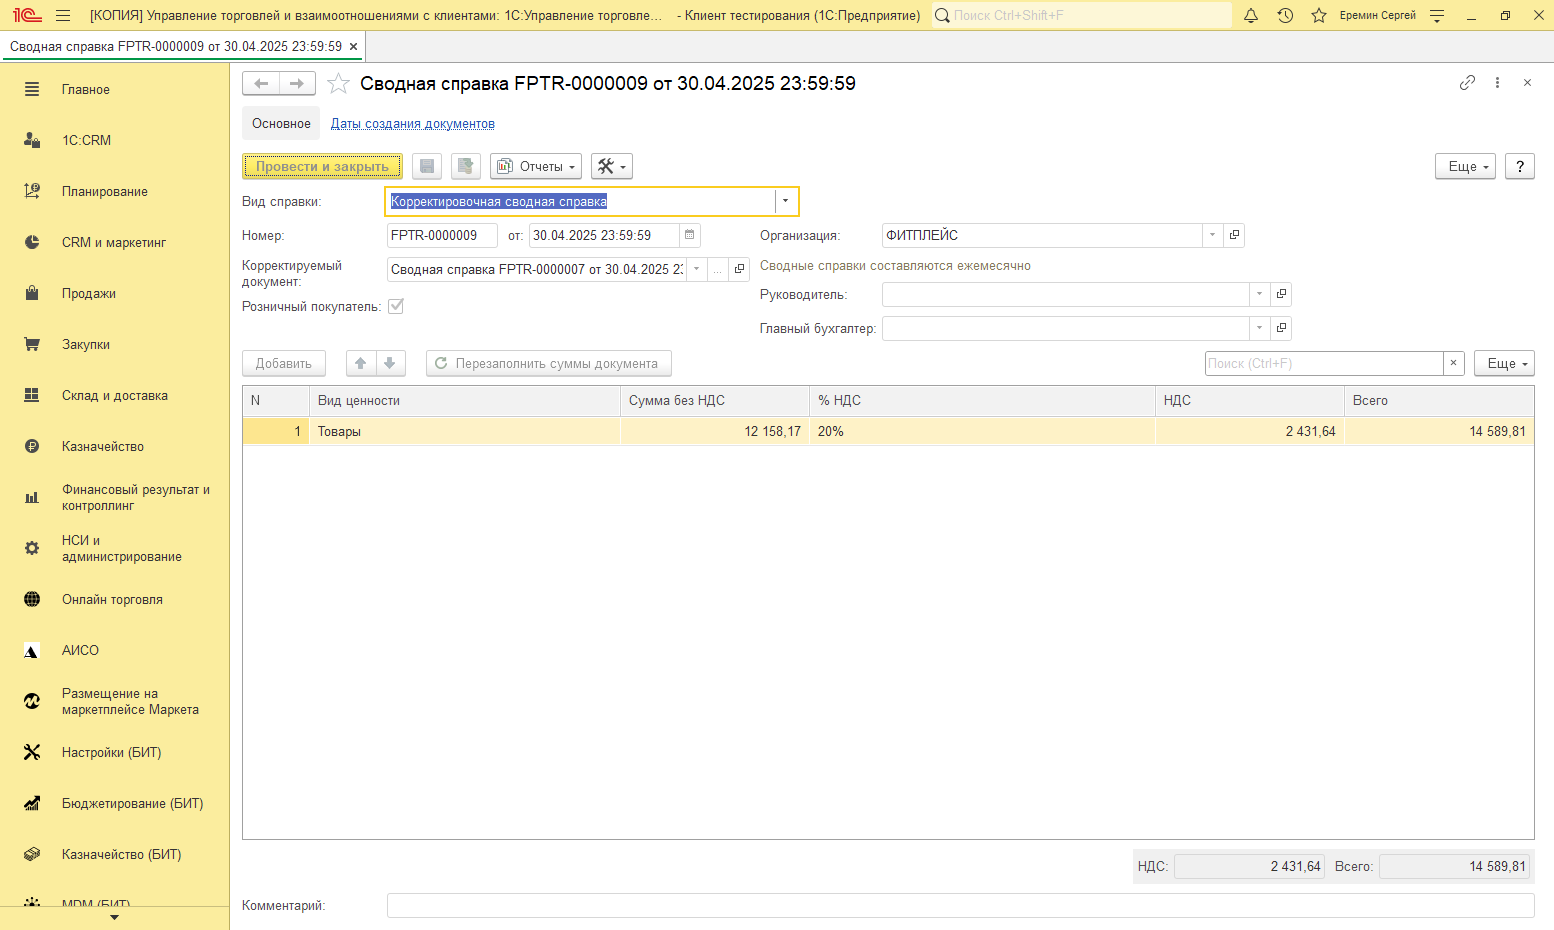 1С [КОПИЯ] Управление торговлей и взаимоотношениями с клиентами: 1С:Управление торговле... - Клиент тестирования (1С:Предприятие) Поиск Ctrl+Shift+F Еремин Сергей
Сводная справка FPTR-0000009 от 30.04.2025 23:59:59
Главное
1С:CRM
Планирование
CRM и маркетинг
Продажи
Закупки
Склад и доставка
Казначейство
Финансовый результат и
контроллинг
НСИ и
администрирование
Онлайн торговля
АИСО
Размещение на
маркетплейсе Маркета
Настройки (БИТ)
Бюджетирование (БИТ)
Казначейство (БИТ)
MDM (БИТ)
Сводная справка FPTR-0000009 от 30.04.2025 23:59:59
Основное Даты создания документов
Провести и закрыть Отчеты Еще ?
Вид справки: Корректировочная сводная справка
Номер: FPTR-0000009 от: 30.04.2025 23:59:59 Организация: ФИТПЛЕЙС
Корректируемый
документ: Сводная справка FPTR-0000007 от 30.04.2025 23 ... Сводные справки составляются ежемесячно
Руководитель:
Розничный покупатель:
Главный бухгалтер:
Добавить Перезаполнить суммы документа Поиск (Ctrl+F) × Еще
N Вид ценности Сумма без НДС % НДС НДС Всего
1 Товары 12 158,17 20% 2 431,64 14 589,81
НДС: 2 431,64 Всего: 14 589,81
Комментарий: